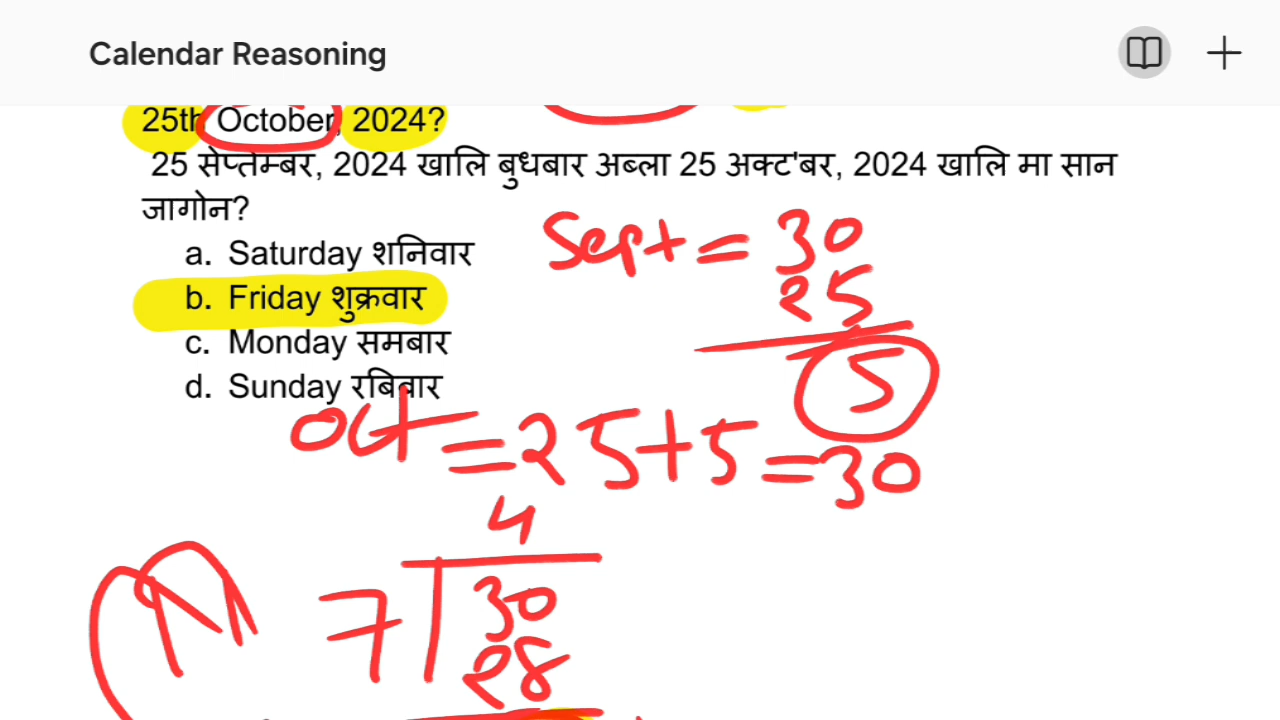 Calendar Reasoning
25th October, 2024?
25 सेप्तेम्बर, 2024 खालि बुधबार अब्ला 25 अक्ट'बर, 2024 खालि मा सान
जागोन?
a. Saturday शनिवार
b. Friday शुक्रवार
c. Monday समबार
d. Sunday रबिवार
Sept = 30
25
5
Oct = 25 + 5 = 30
4
7 30
28